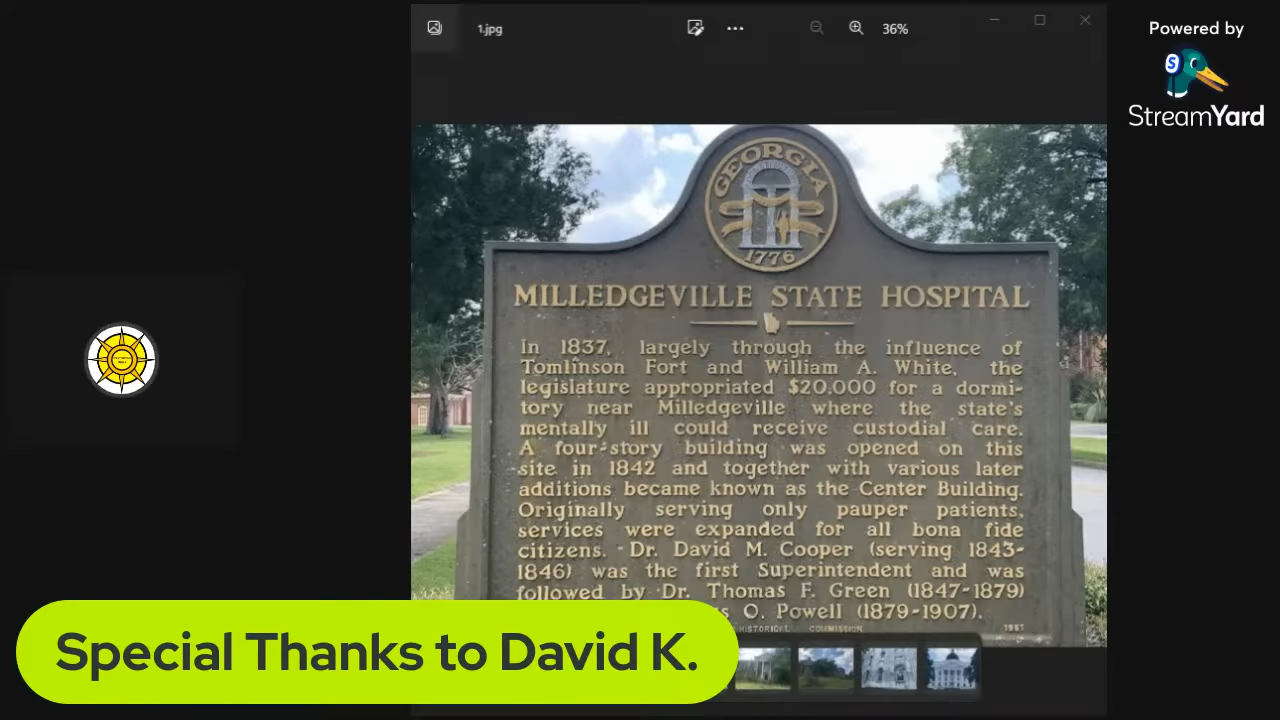 1.jpg
36%
Powered by
StreamYard
GEORGIA
1776
MILLEDGEVILLE STATE HOSPITAL
In 1837, largely through the influence of
Tomlinson Fort and William A. White, the
legislature appropriated $20,000 for a dormi-
tory near Milledgeville where the state's
mentally ill could receive custodial care.
A four-story building was opened on this
site in 1842 and together with various later
additions became known as the Center Building.
Originally serving only pauper patients,
services were expanded for all bona fide
citizens. Dr. David M. Cooper (serving 1843-
1846) was the first Superintendent and was
followed by Dr. Thomas F. Green (1847-1879)
O. Powell (1879-1907).
HISTORICAL COMMISSION
Special Thanks to David K.